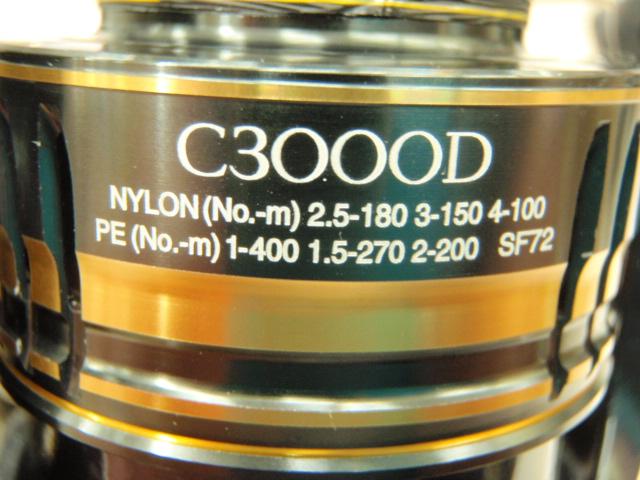 C3000D
NYLON (No.-m) 2.5-180 3-150 4-100
PE (No.-m) 1-400 1.5-270 2-200 SF72